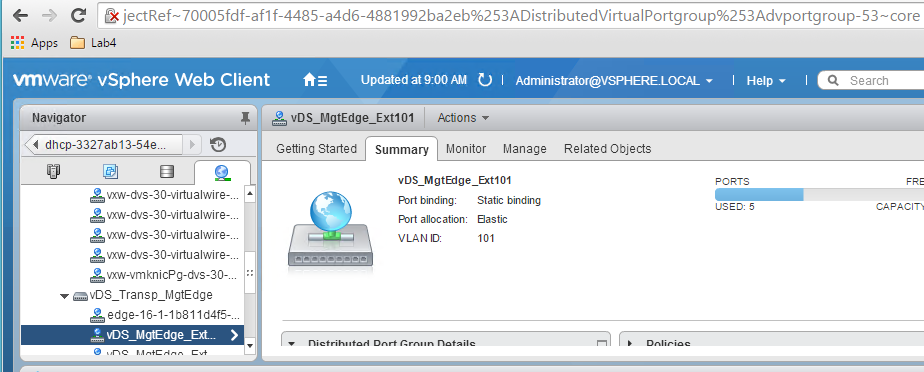 jectRef~70005fdf-af1f-4485-a4d6-4881992ba2eb%253ADistributedVirtualPortgroup%253Advportgroup-53~core
Apps Lab4
vmware® vSphere Web Client Updated at 9:00 AM Administrator@VSPHERE.LOCAL Help Search
Navigator
vDS_MgtEdge_Ext101 Actions
dhcp-3327ab13-54e...
Getting Started Summary Monitor Manage Related Objects
vxw-dvs-30-virtualwire-...
vxw-dvs-30-virtualwire-...
vxw-dvs-30-virtualwire-...
vxw-dvs-30-virtualwire-...
vxw-vmknicPg-dvs-30-...
vDS_Transp_MgtEdge
edge-16-1-1b811d4f5-...
vDS_MgtEdge_Ext...
vDS_MgtEdge_Ext
vDS_MgtEdge_Ext101
Port binding: Static binding
Port allocation: Elastic
VLAN ID: 101
PORTS FRE
USED: 5 CAPACITY
Distributed Port Group Details
Policies